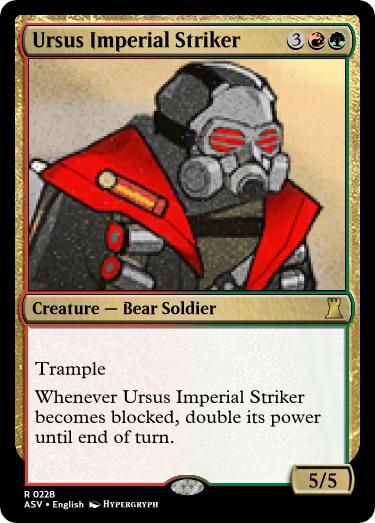 Ursus Imperial Striker 3
Creature — Bear Soldier
Trample
Whenever Ursus Imperial Striker
becomes blocked, double its power
until end of turn.
5/5
R 0228
ASV • English HYPERGRYPH